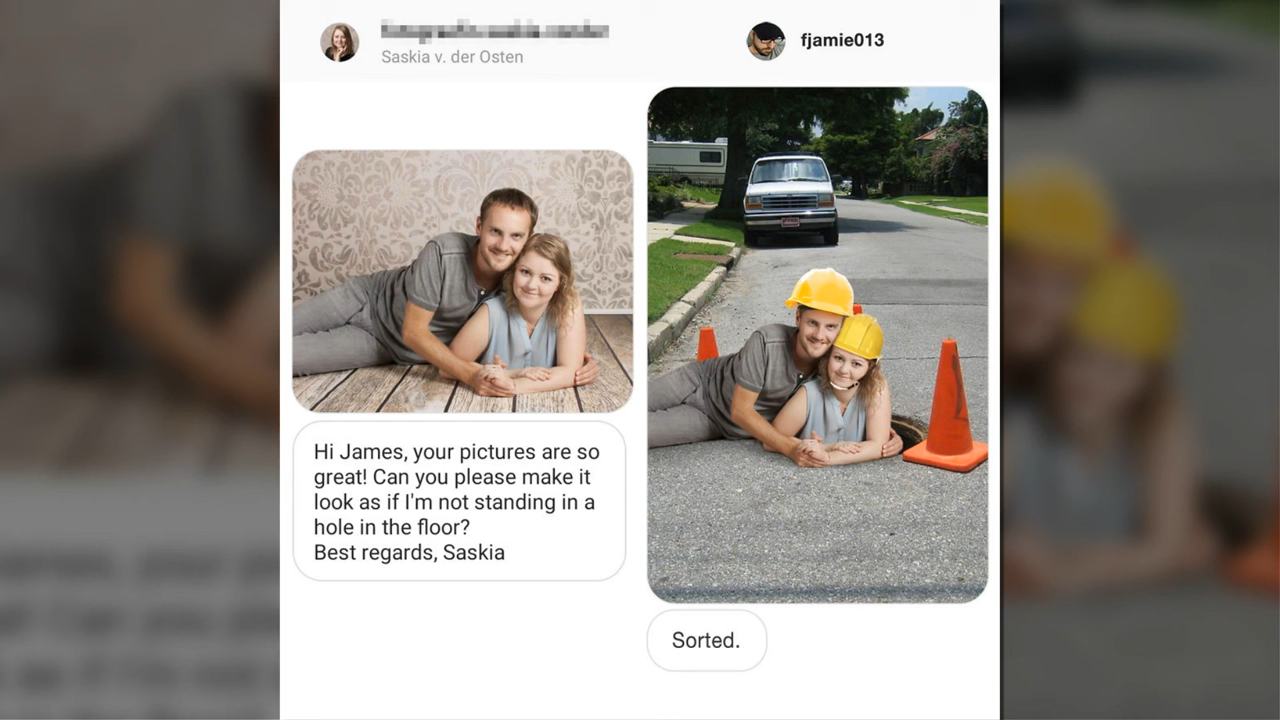 Saskia v. der Osten
fjamie013
Hi James, your pictures are so
great! Can you please make it
look as if I'm not standing in a
hole in the floor?
Best regards, Saskia
Sorted.